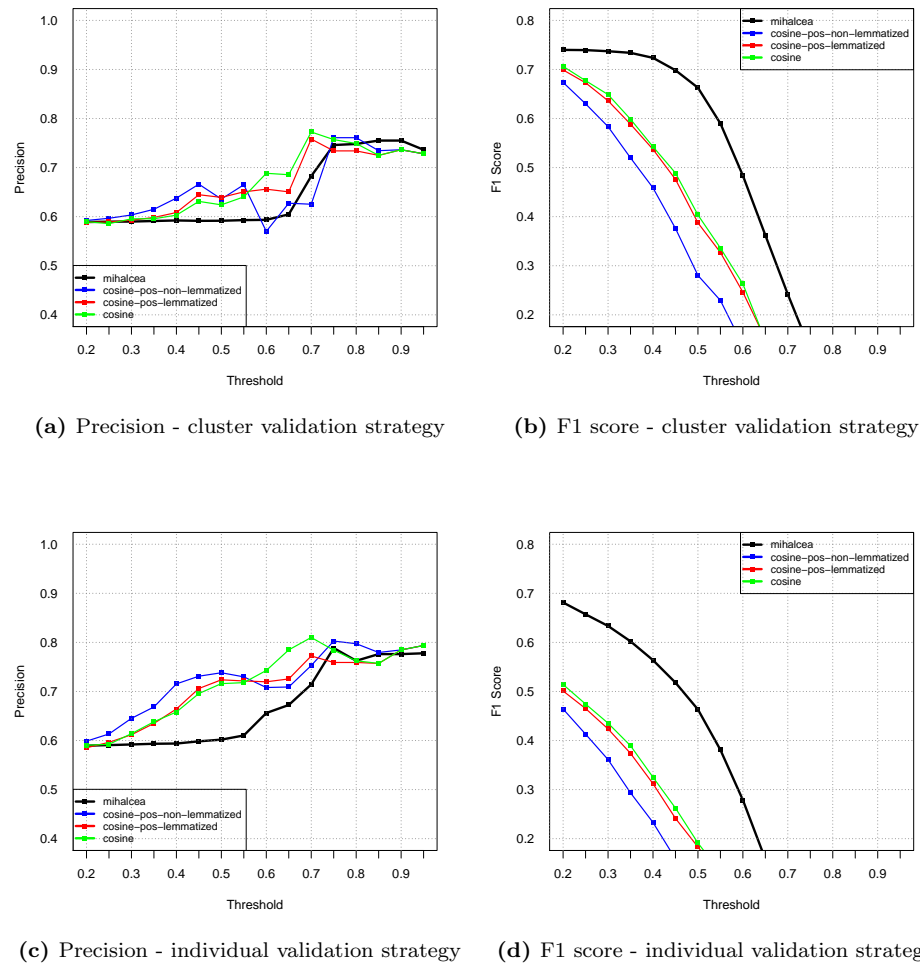 1.0
0.9
0.8
0.7
0.6
0.5
0.4
Precision
mihalcea
cosine−pos−non−lemmatized
cosine−pos−lemmatized
cosine
0.2 0.3 0.4 0.5 0.6 0.7 0.8 0.9
Threshold
(a) Precision - cluster validation strategy
0.8
0.7
0.6
0.5
0.4
0.3
0.2
F1 Score
mihalcea
cosine−pos−non−lemmatized
cosine−pos−lemmatized
cosine
0.2 0.3 0.4 0.5 0.6 0.7 0.8 0.9
Threshold
(b) F1 score - cluster validation strategy
1.0
0.9
0.8
0.7
0.6
0.5
0.4
Precision
mihalcea
cosine−pos−non−lemmatized
cosine−pos−lemmatized
cosine
0.2 0.3 0.4 0.5 0.6 0.7 0.8 0.9
Threshold
(c) Precision - individual validation strategy
0.8
0.7
0.6
0.5
0.4
0.3
0.2
F1 Score
mihalcea
cosine−pos−non−lemmatized
cosine−pos−lemmatized
cosine
0.2 0.3 0.4 0.5 0.6 0.7 0.8 0.9
Threshold
(d) F1 score - individual validation strateg